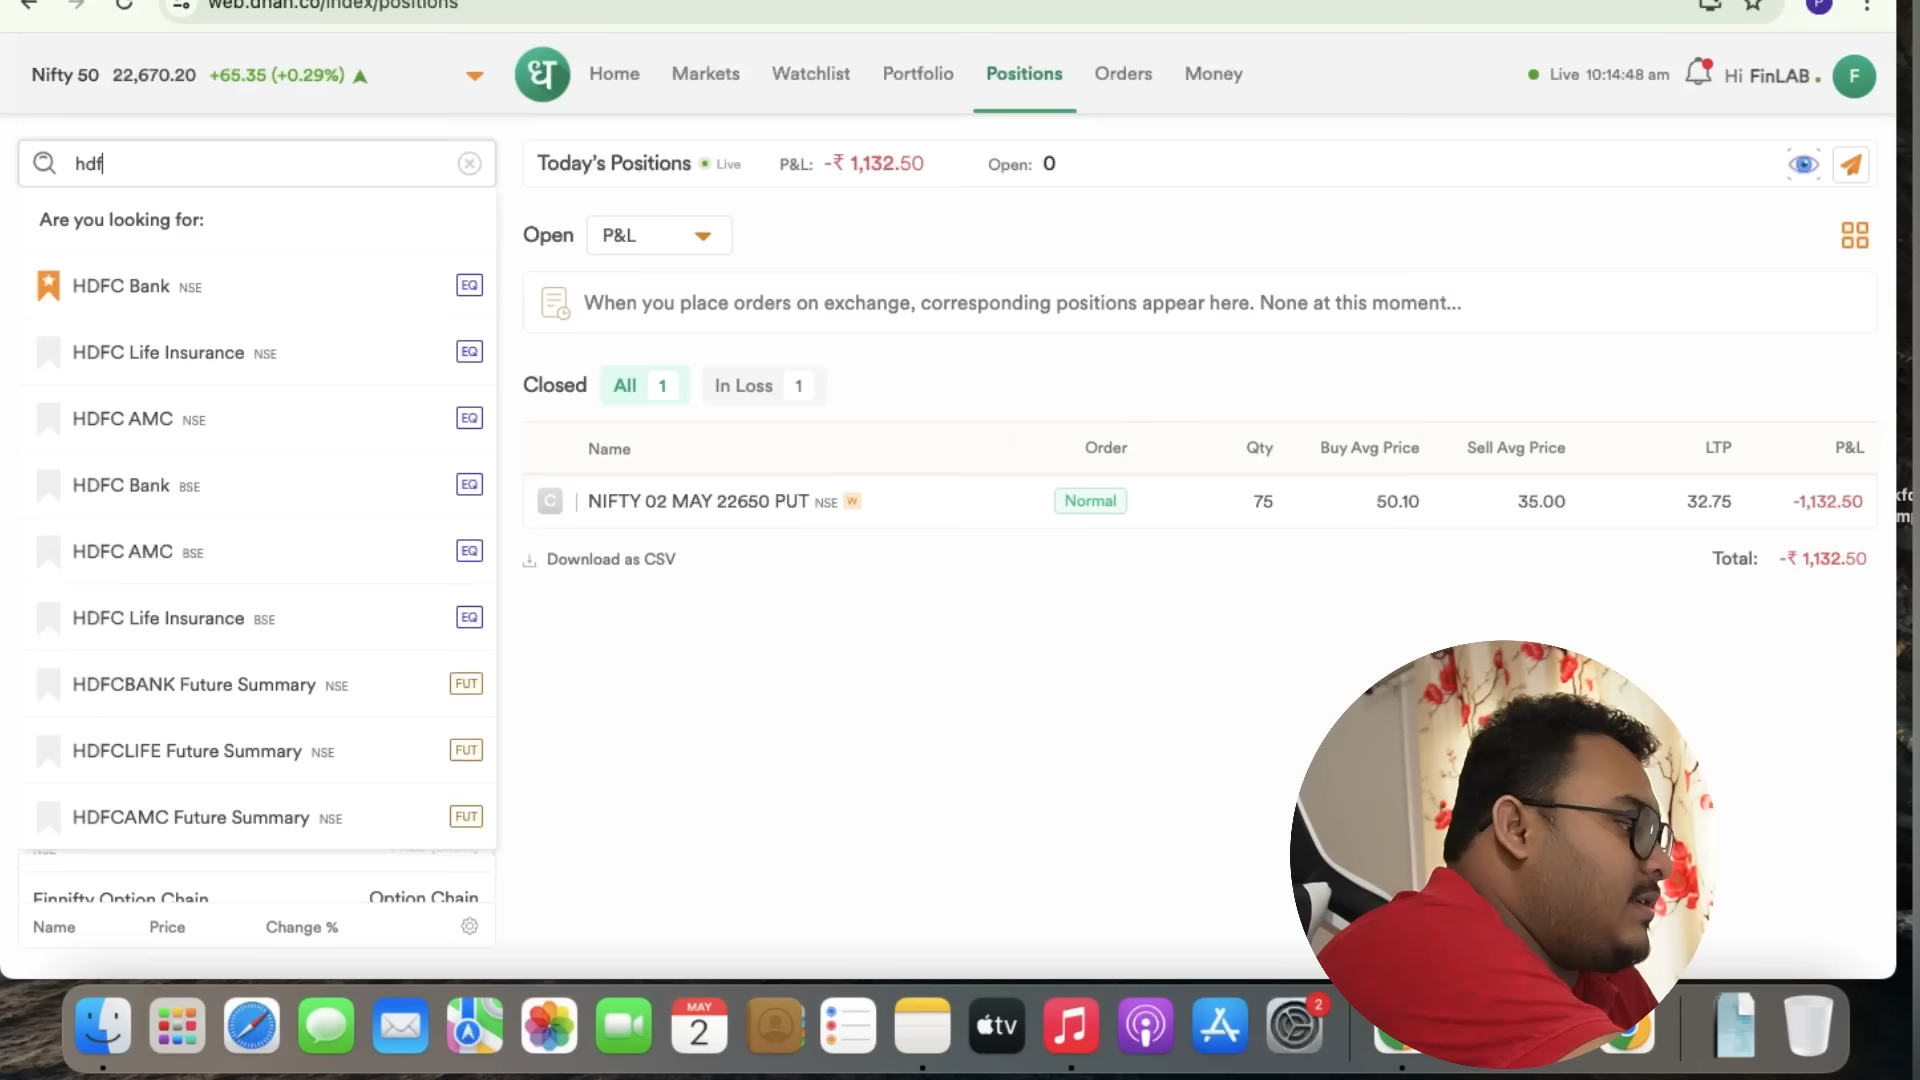 web.dhan.co/index/positions
Nifty 50 22,670.20 +65.35 (+0.29%)
ध
Home Markets Watchlist Portfolio Positions Orders Money
Live 10:14:48 am
Hi FinLAB
F
hdf
Are you looking for:
HDFC Bank NSE EQ
HDFC Life Insurance NSE EQ
HDFC AMC NSE EQ
HDFC Bank BSE EQ
HDFC AMC BSE EQ
HDFC Life Insurance BSE EQ
HDFCBANK Future Summary NSE FUT
HDFCLIFE Future Summary NSE FUT
HDFCAMC Future Summary NSE FUT
Finnifty Option Chain Option Chain
Name Price Change %
Today's Positions Live P&L: -₹ 1,132.50 Open: 0
Open P&L
When you place orders on exchange, corresponding positions appear here. None at this moment...
Closed All 1 In Loss 1
Name Order Qty Buy Avg Price Sell Avg Price LTP P&L
C NIFTY 02 MAY 22650 PUT NSE W Normal 75 50.10 35.00 32.75 -1,132.50
Download as CSV Total: -₹ 1,132.50
MAY
2
tv
2